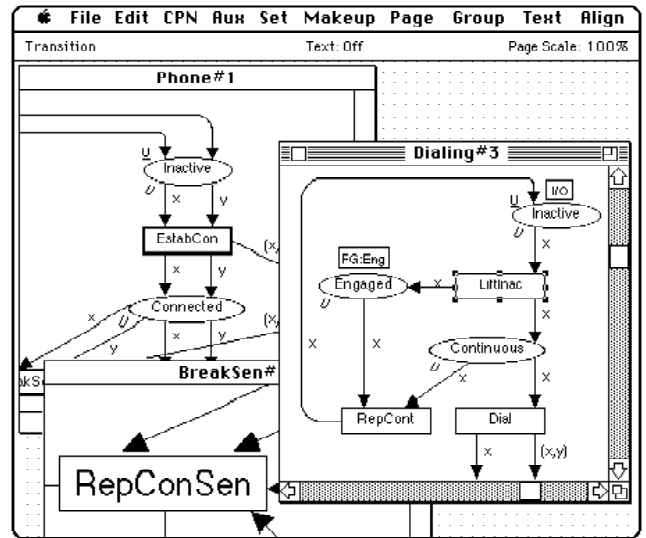 File Edit CPN Aux Set Makeup Page Group Text Align
Transition Text: Off Page Scale: 100%
Phone#1
U
Inactive
U
x y
EstabCon
(x,
x y
Connected
U
(x,
x
y
x y
BreakSen#
RepConSen
Dialing#3
I/O
U
Inactive
U
x
FG:Eng
Engaged
U
x
LiftInac
x
x
x
Continuous
U
x
x
RepCont
Dial
x
(x,y)